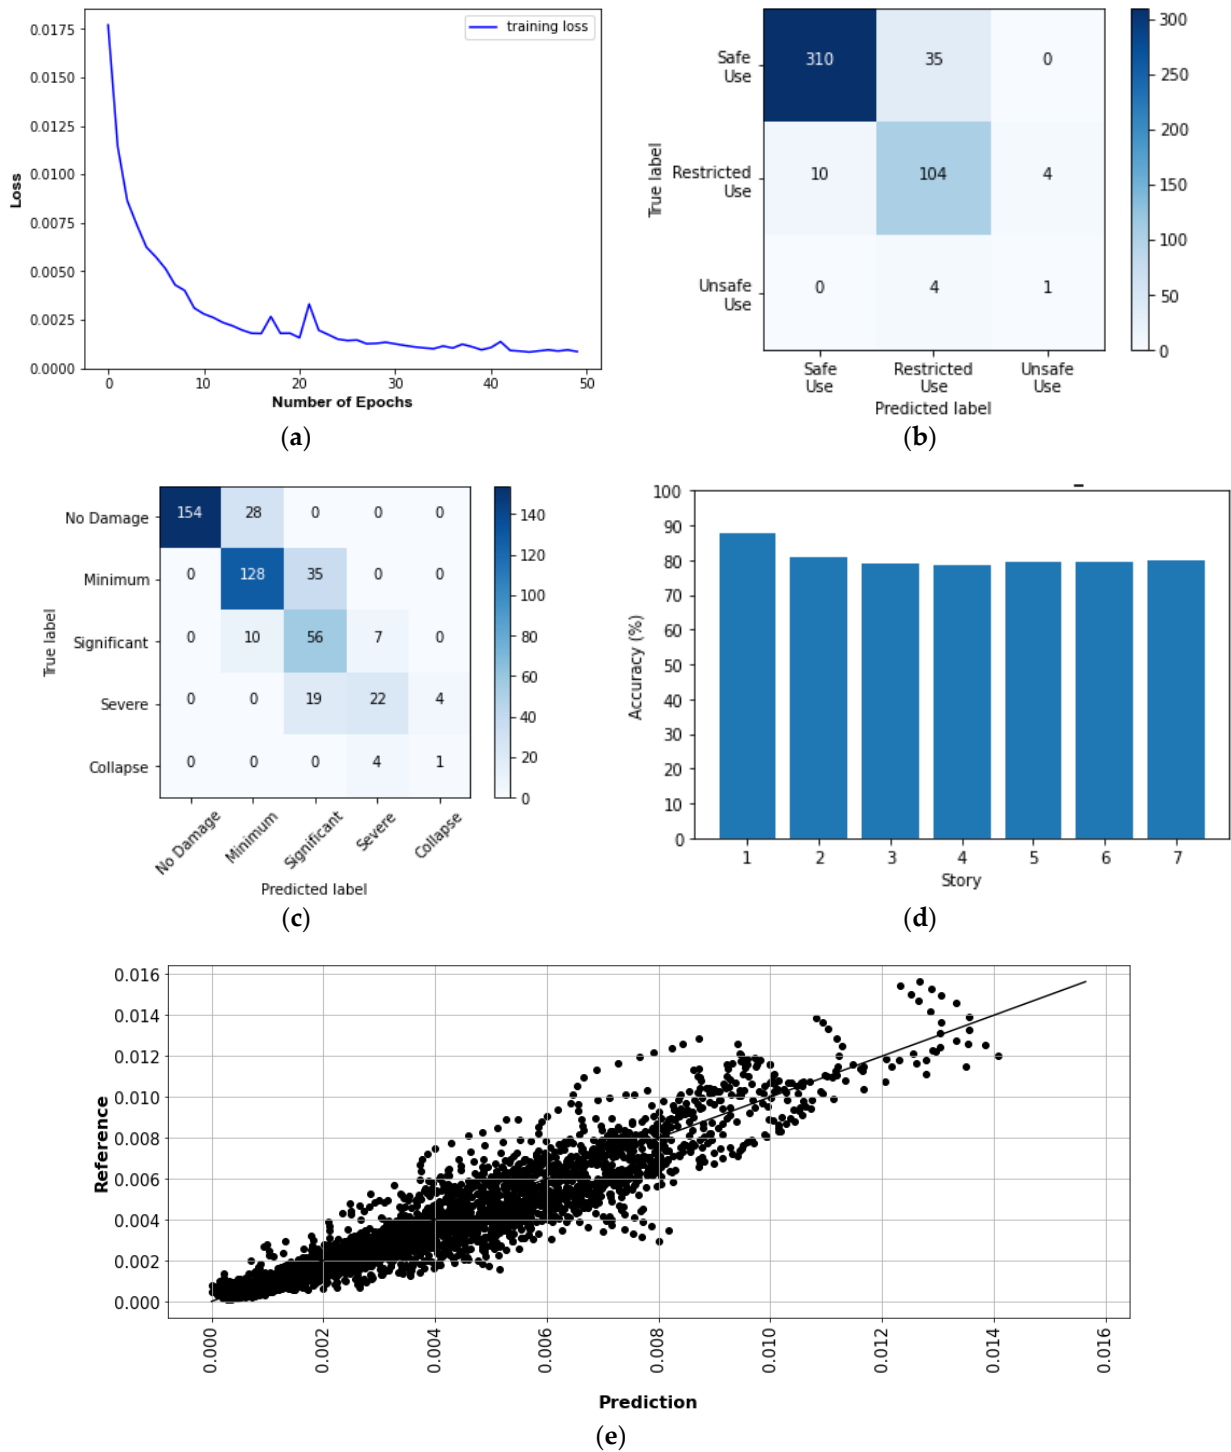 0.0175
0.0150
0.0125
0.0100
0.0075
0.0050
0.0025
0.0000
Loss
training loss
0 10 20 30 40 50
Number of Epochs
(a)
Safe
Use
Restricted
Use
Unsafe
Use
True label
310 35 0
10 104 4
0 4 1
Safe
Use
Restricted
Use
Unsafe
Use
Predicted label
300
250
200
150
100
50
0
(b)
True label
No Damage 154 28 0 0 0
Minimum 0 128 35 0 0
Significant 0 10 56 7 0
Severe 0 0 19 22 4
Collapse 0 0 0 4 1
No Damage Minimum Significant Severe Collapse
Predicted label
140
120
100
80
60
40
20
0
(c)
100
90
80
70
60
50
40
30
20
10
0
Accuracy (%)
1 2 3 4 5 6 7
Story
(d)
0.016
0.014
0.012
0.010
0.008
0.006
0.004
0.002
0.000
Reference
0.000 0.002 0.004 0.006 0.008 0.010 0.012 0.014 0.016
Prediction
(e)